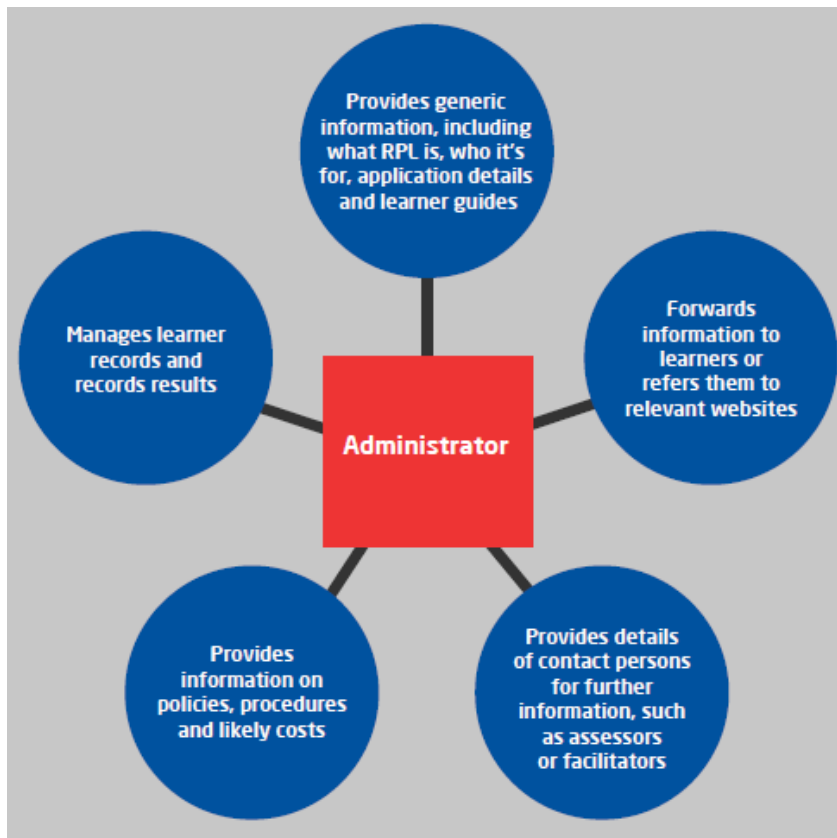 Provides generic
information, including
what RPL is, who it's
for, application details
and learner guides
Forwards
information to
learners or
refers them to
relevant websites
Manages learner
records and
records results
Administrator
Provides details
of contact persons
for further
information, such
as assessors
or facilitators
Provides
information on
policies, procedures
and likely costs